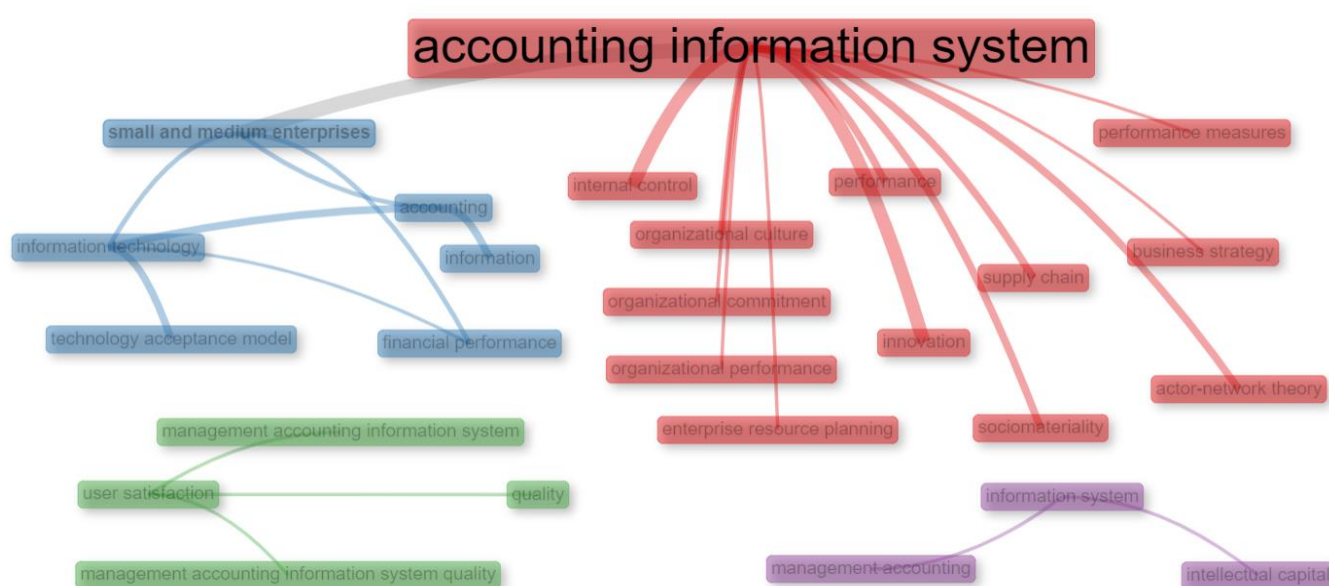 accounting information system
small and medium enterprises
performance measures
internal control
performance
accounting
organizational culture
information technology
information
business strategy
supply chain
organizational commitment
technology acceptance model
financial performance
innovation
organizational performance
actor-network theory
management accounting information system
enterprise resource planning
sociomateriality
user satisfaction
quality
information system
management accounting information system quality
management accounting
intellectual capital